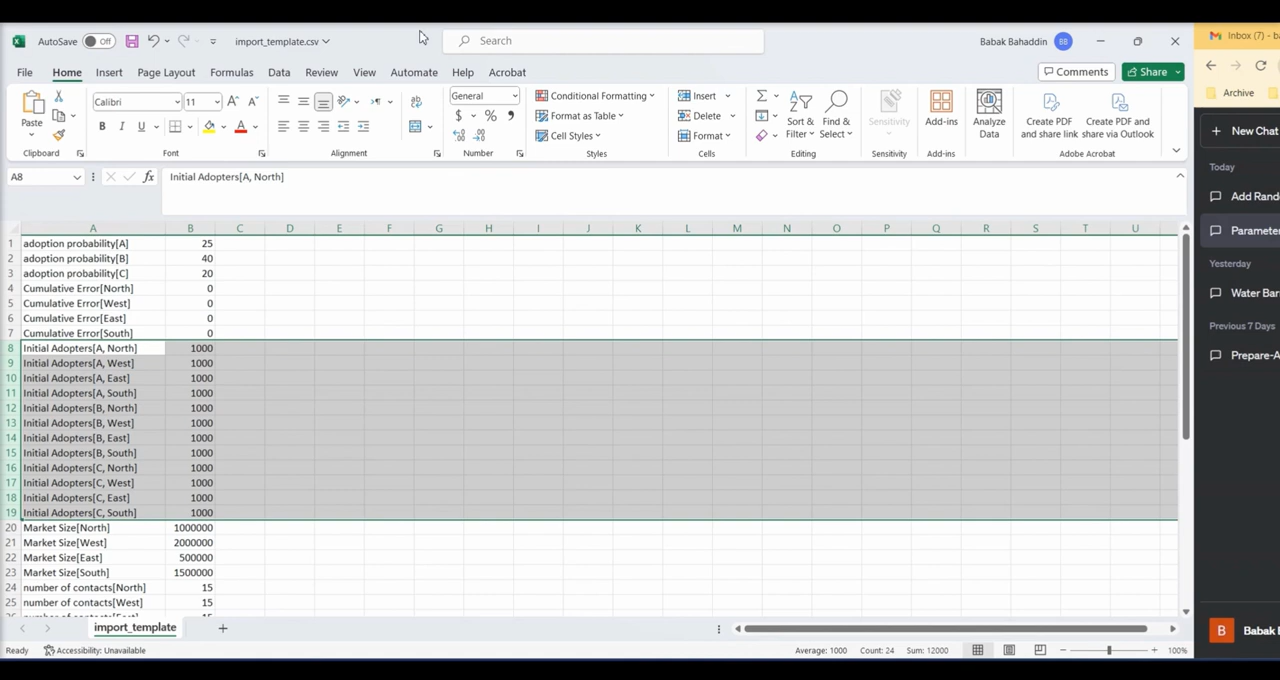 AutoSave Off import_template.csv Search Babak Bahaddin BB
File Home Insert Page Layout Formulas Data Review View Automate Help Acrobat Comments Share
Paste Calibri 11 General Conditional Formatting Format as Table Cell Styles Insert Delete Format Sort & Filter Find & Select Sensitivity Add-ins Analyze Data Create PDF and share link Create PDF and share via Outlook
Clipboard Font Alignment Number Styles Cells Editing Sensitivity Add-ins Adobe Acrobat
A8 fx Initial Adopters[A, North]
A B C D E F G H I J K L M N O P Q R S T U
1 adoption probability[A] 25
2 adoption probability[B] 40
3 adoption probability[C] 20
4 Cumulative Error[North] 0
5 Cumulative Error[West] 0
6 Cumulative Error[East] 0
7 Cumulative Error[South] 0
8 Initial Adopters[A, North] 1000
9 Initial Adopters[A, West] 1000
10 Initial Adopters[A, East] 1000
11 Initial Adopters[A, South] 1000
12 Initial Adopters[B, North] 1000
13 Initial Adopters[B, West] 1000
14 Initial Adopters[B, East] 1000
15 Initial Adopters[B, South] 1000
16 Initial Adopters[C, North] 1000
17 Initial Adopters[C, West] 1000
18 Initial Adopters[C, East] 1000
19 Initial Adopters[C, South] 1000
20 Market Size[North] 1000000
21 Market Size[West] 2000000
22 Market Size[East] 500000
23 Market Size[South] 1500000
24 number of contacts[North] 15
25 number of contacts[West] 15
import_template
Ready Accessibility: Unavailable Average: 1000 Count: 24 Sum: 12000 100%
Inbox (7) - ba
Archive
New Chat
Today
Add Rand
Parameter
Yesterday
Water Bar
Previous 7 Days
Prepare-A
B Babak B